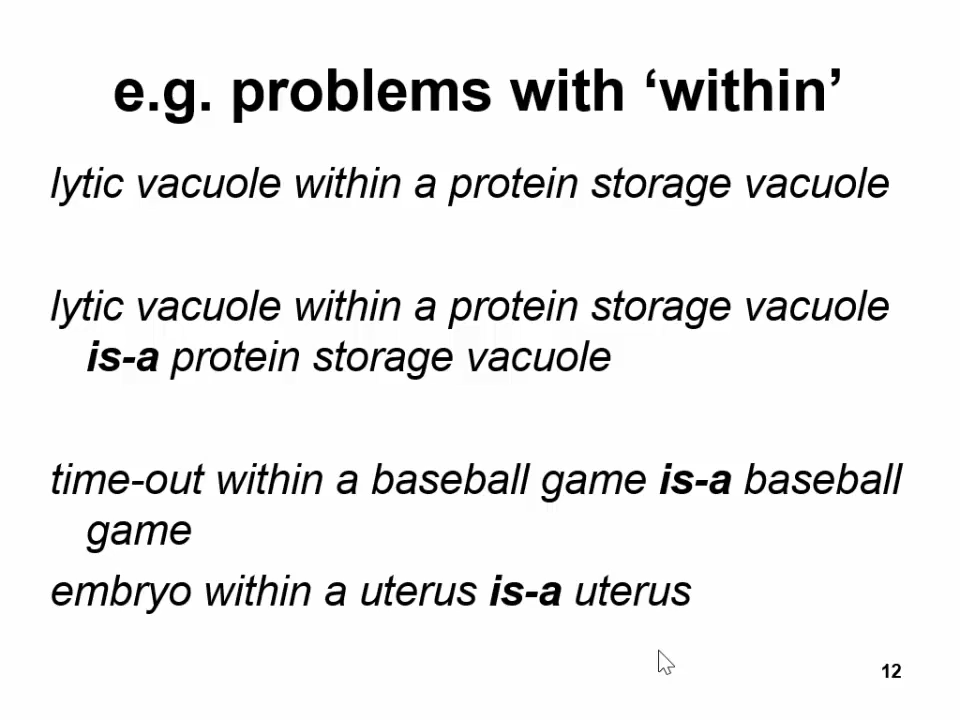 e.g. problems with ‘within’
lytic vacuole within a protein storage vacuole
lytic vacuole within a protein storage vacuole
is-a protein storage vacuole
time-out within a baseball game is-a baseball
game
embryo within a uterus is-a uterus
12